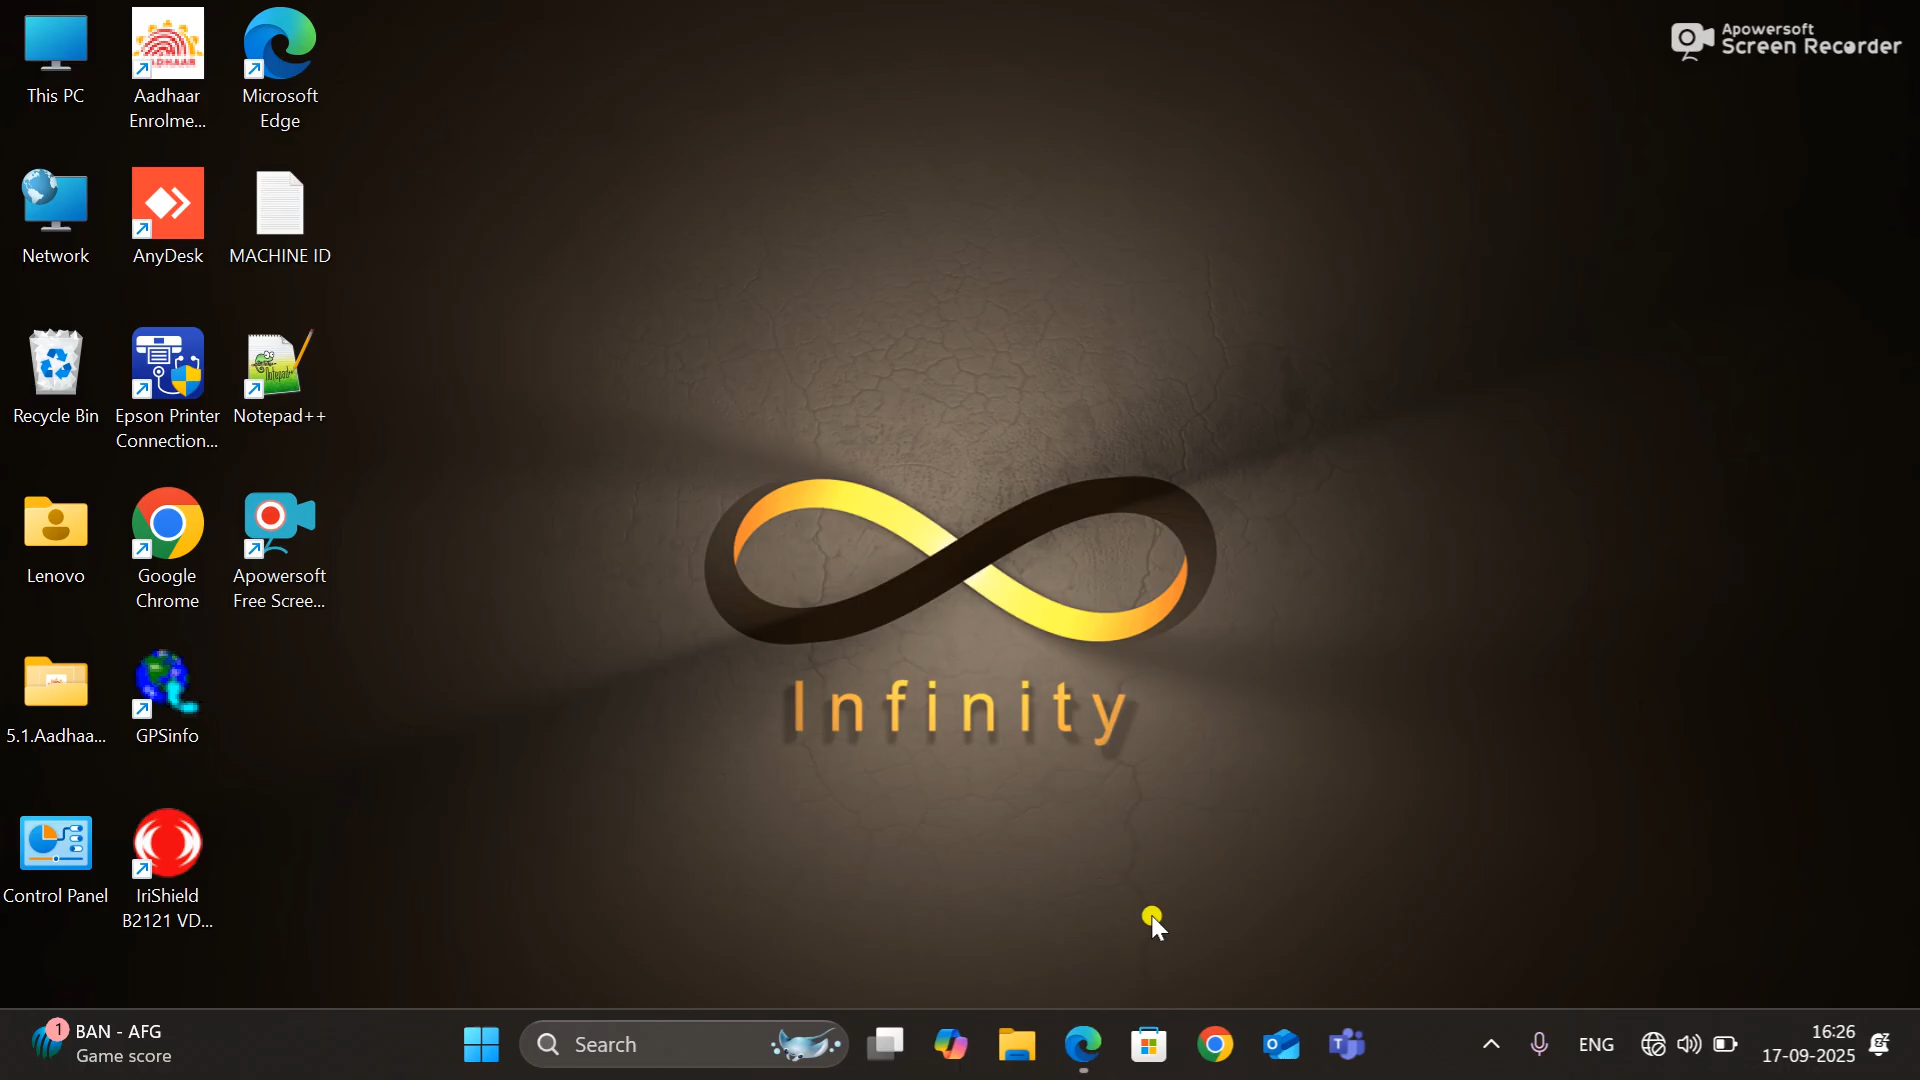 This PC
Aadhaar
Enrolme...
Microsoft
Edge
Apowersoft
Screen Recorder
Network
AnyDesk
MACHINE ID
Recycle Bin
Epson Printer
Connection...
Notepad++
Lenovo
Google
Chrome
Apowersoft
Free Scree...
5.1.Aadhaa...
GPSinfo
Control Panel
IriShield
B2121 VD...
Infinity
1
BAN - AFG
Game score
Search
ENG
16:26
17-09-2025